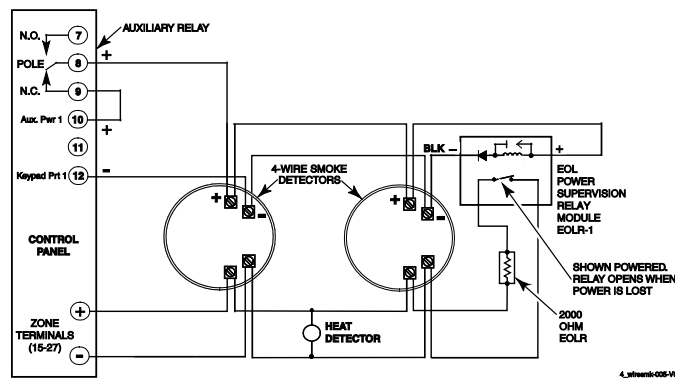 N.O.
7
AUXILIARY RELAY
+
POLE
8
N.C.
9
Aux. Pwr 1
10
+
11
Keypad Prt 1
12
-
4-WIRE SMOKE
DETECTORS
+
-
+
-
BLK -
+
EOL
POWER
SUPERVISION
RELAY
MODULE
EOLR-1
CONTROL
PANEL
SHOWN POWERED.
RELAY OPENS WHEN
POWER IS LOST
+
ZONE
TERMINALS
(15-27)
-
HEAT
DETECTOR
2000
OHM
EOLR